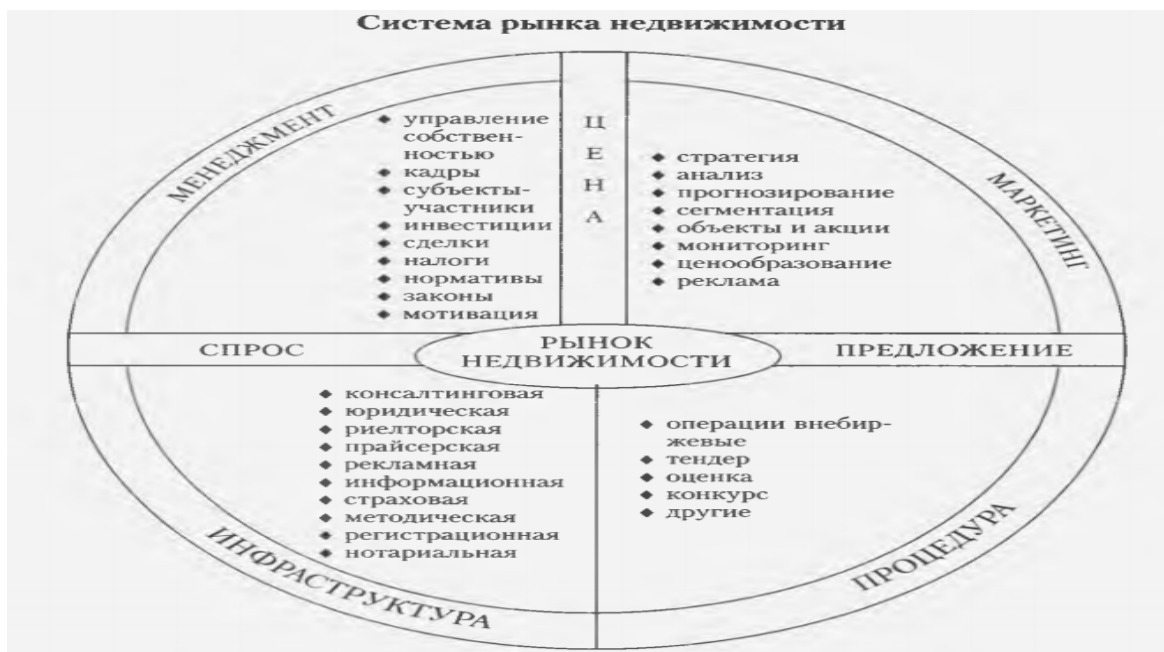 Система рынка недвижимости
МЕНЕДЖМЕНТ
управление
собствен-
ностью
кадры
субъекты-
участники
инвестиции
сделки
налоги
нормативы
законы
мотивация
Ц
Е
Н
А
стратегия
анализ
прогнозирование
сегментация
объекты и акции
мониторинг
ценообразование
реклама
МАРКЕТИНГ
СПРОС
РЫНОК
НЕДВИЖИМОСТИ
ПРЕДЛОЖЕНИЕ
консалтинговая
юридическая
риелторская
прайсерская
рекламная
информационная
страховая
методическая
регистрационная
нотариальная
ИНФРАСТРУКТУРА
операции внебир-
жевые
тендер
оценка
конкурс
другие
ПРОЦЕДУРА